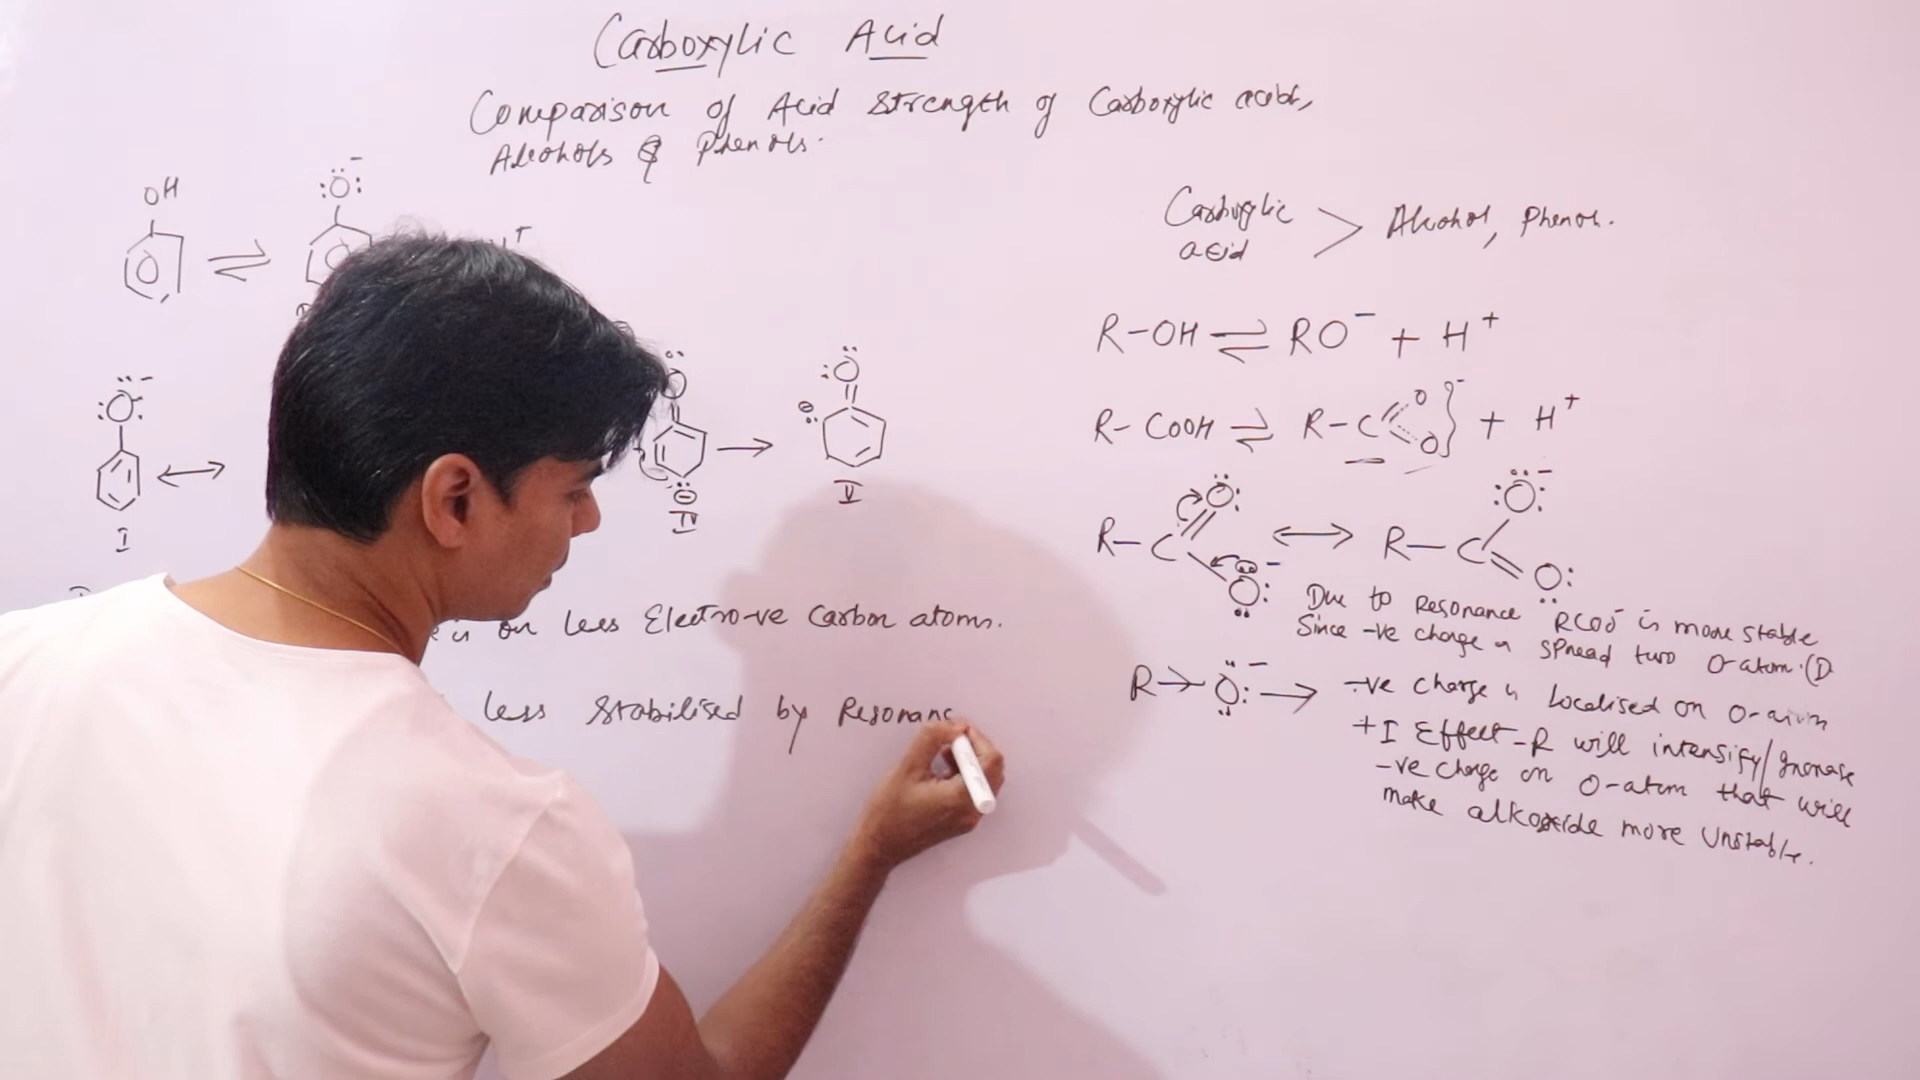 Carboxylic Acid
Comparison of Acid Strength of Carboxylic acids,
Alcohols & Phenols.
OH
:Ö: −
+
:Ö: −
I
Ö
⊖
IV
:Ö
⊖
V
on less Electro-ve Carbon atoms.
less stabilised by Resonanc
Carboxylic
acid > Alcohol, Phenol.
R-OH ⇌ RO− + H+
R-COOH ⇌ R-C O O − + H+
R-C Ö: Ö: − ↔ R-C :Ö: − Ö:
Due to Resonance RCOO− is more stable
Since -ve charge is spread two O-atom. (D
R→Ö: − → -ve charge is localised on O-atom
+I Effect -R will intensify/
-ve charge on O-atom that will
make alkoxide more unstable.